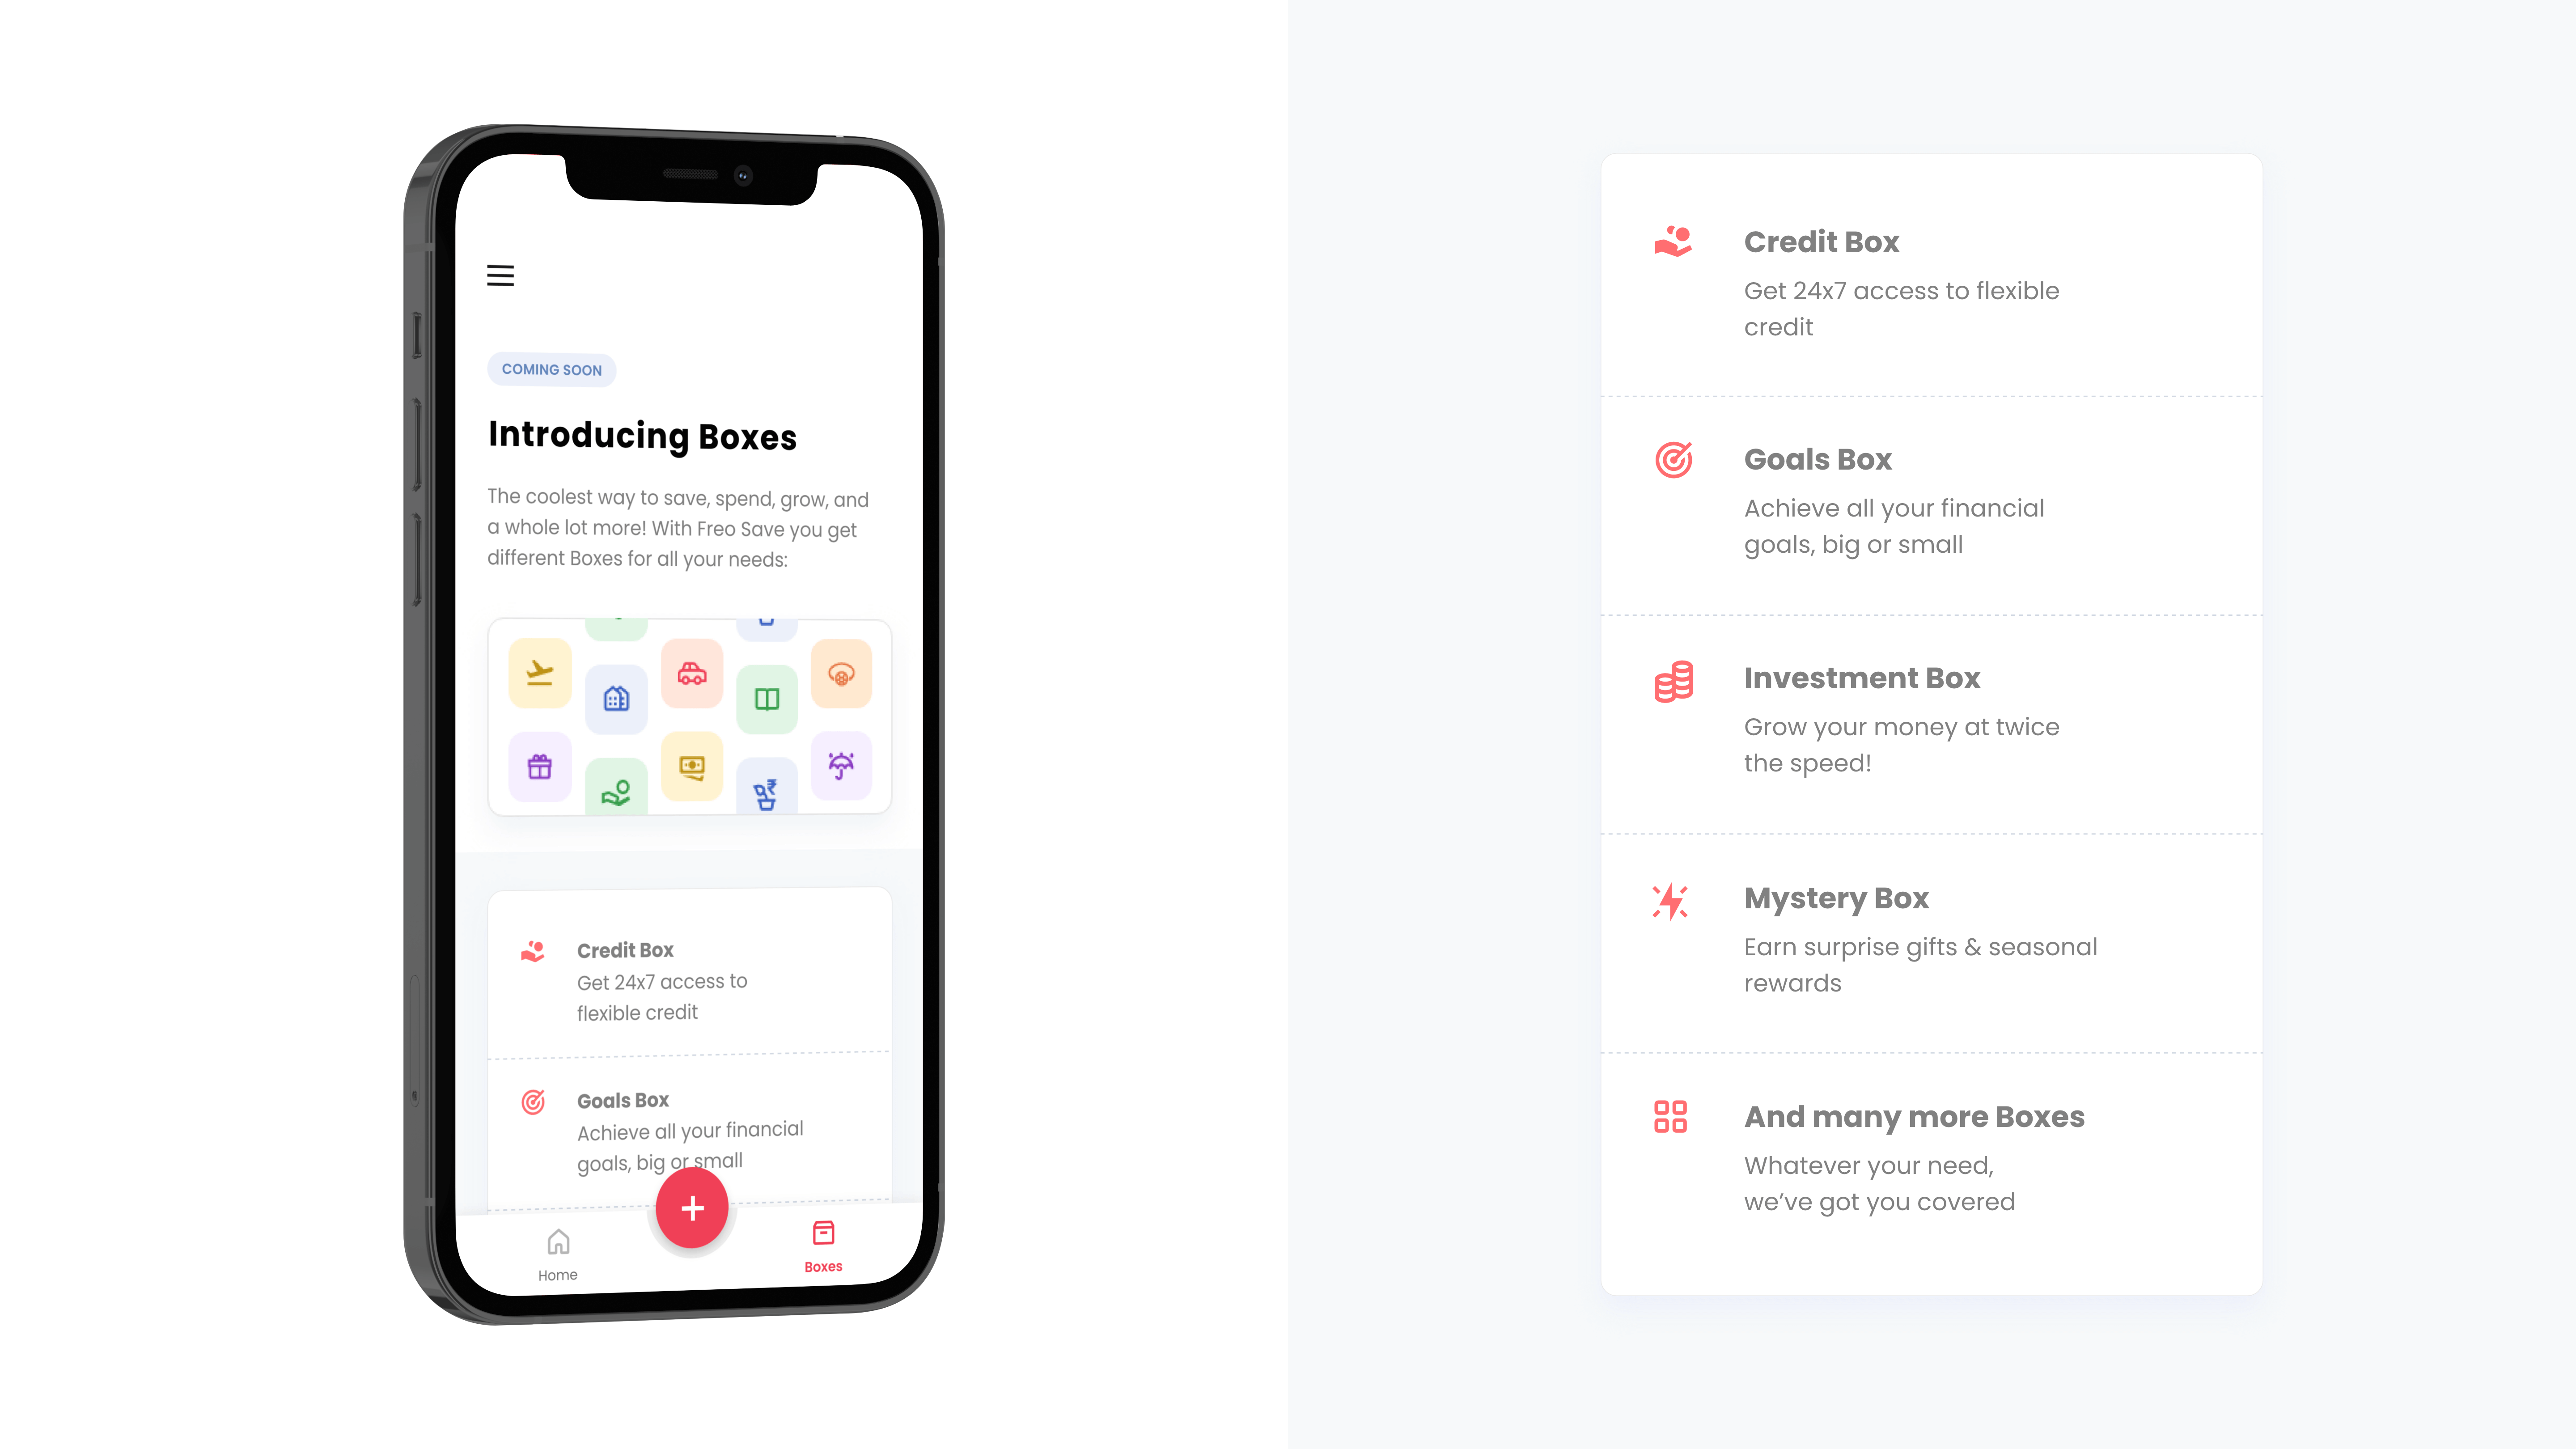 COMING SOON
Introducing Boxes
The coolest way to save, spend, grow, and
a whole lot more! With Freo Save you get
different Boxes for all your needs:
Credit Box
Get 24x7 access to
flexible credit
Goals Box
Achieve all your financial
goals, big or small
+
Home
Boxes
Credit Box
Get 24x7 access to flexible
credit
Goals Box
Achieve all your financial
goals, big or small
Investment Box
Grow your money at twice
the speed!
Mystery Box
Earn surprise gifts & seasonal
rewards
And many more Boxes
Whatever your need,
we’ve got you covered